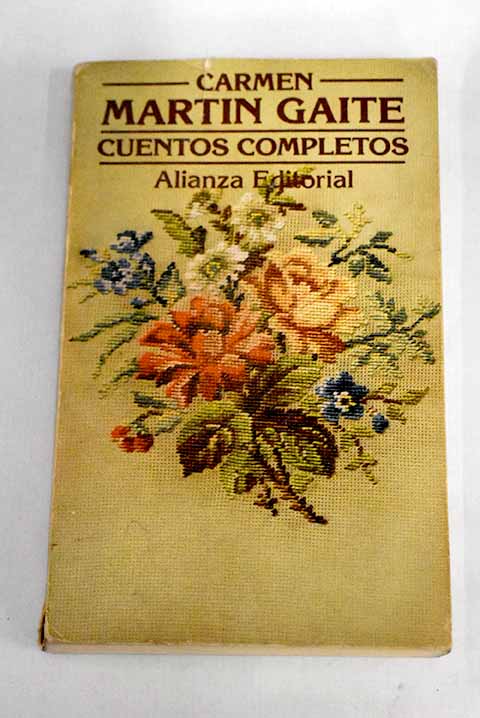 CARMEN
MARTIN GAITE
CUENTOS COMPLETOS
Alianza Editorial